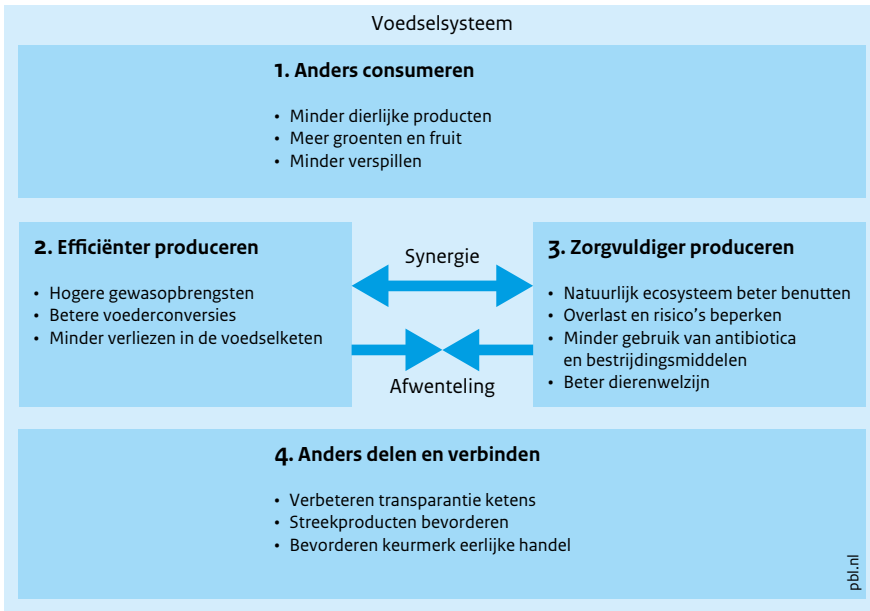 Voedselsysteem
1. Anders consumeren
• Minder dierlijke producten
• Meer groenten en fruit
• Minder verspillen
2. Efficiënter produceren
• Hogere gewasopbrengsten
• Betere voederconversies
• Minder verliezen in de voedselketen
Synergie
Afwenteling
3. Zorgvuldiger produceren
• Natuurlijk ecosysteem beter benutten
• Overlast en risico's beperken
• Minder gebruik van antibiotica
en bestrijdingsmiddelen
• Beter dierenwelzijn
4. Anders delen en verbinden
• Verbeteren transparantie ketens
• Streekproducten bevorderen
• Bevorderen keurmerk eerlijke handel
pbl.nl